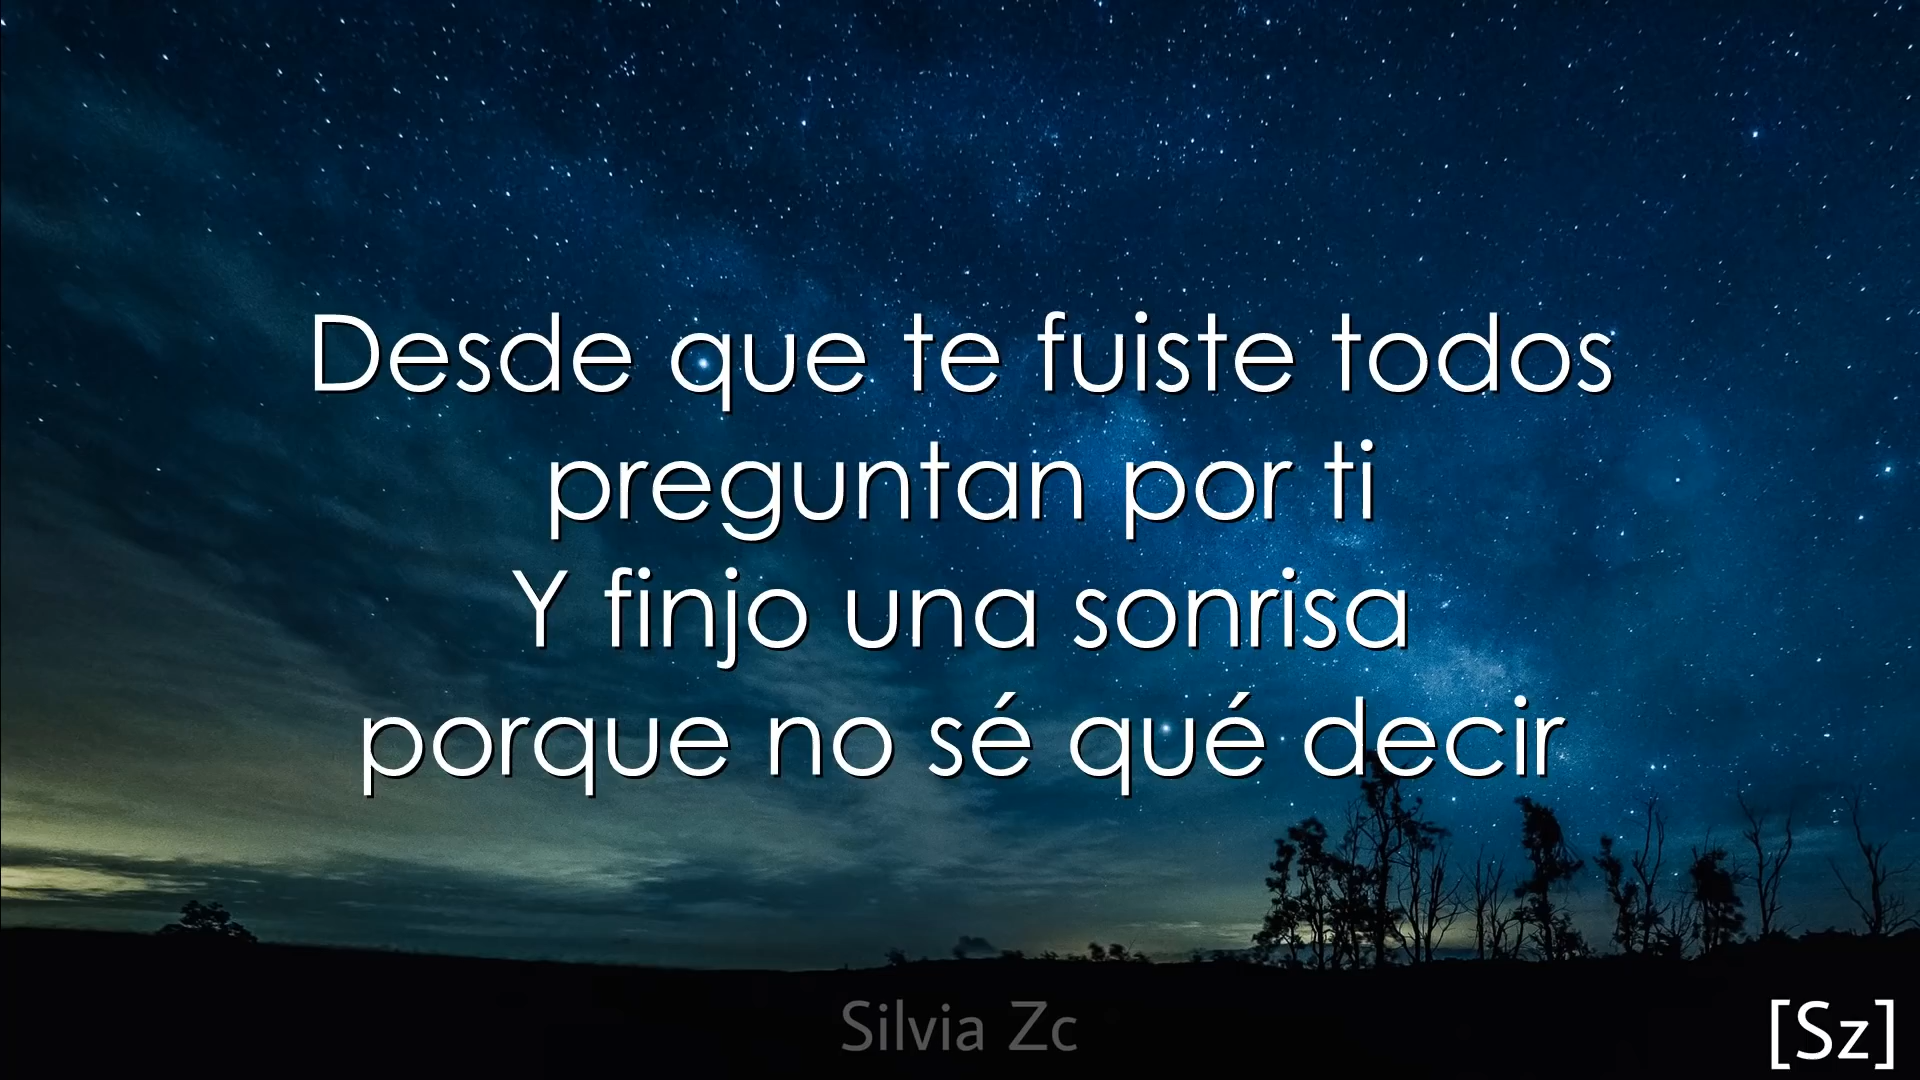 Desde que te fuiste todos
preguntan por ti
Y finjo una sonrisa
porque no sé qué decir
Silvia Zc
[Sz]